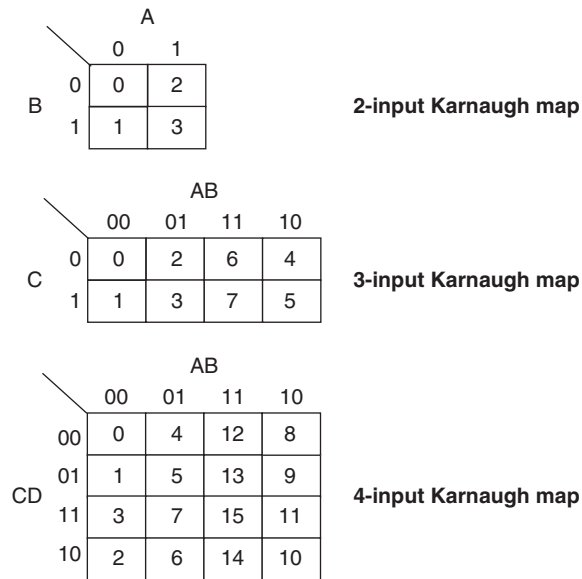 A
0 1
0 0 2
B 2-input Karnaugh map
1 1 3
AB
00 01 11 10
0 0 2 6 4
C 3-input Karnaugh map
1 1 3 7 5
AB
00 01 11 10
00 0 4 12 8
01 1 5 13 9
CD 4-input Karnaugh map
11 3 7 15 11
10 2 6 14 10